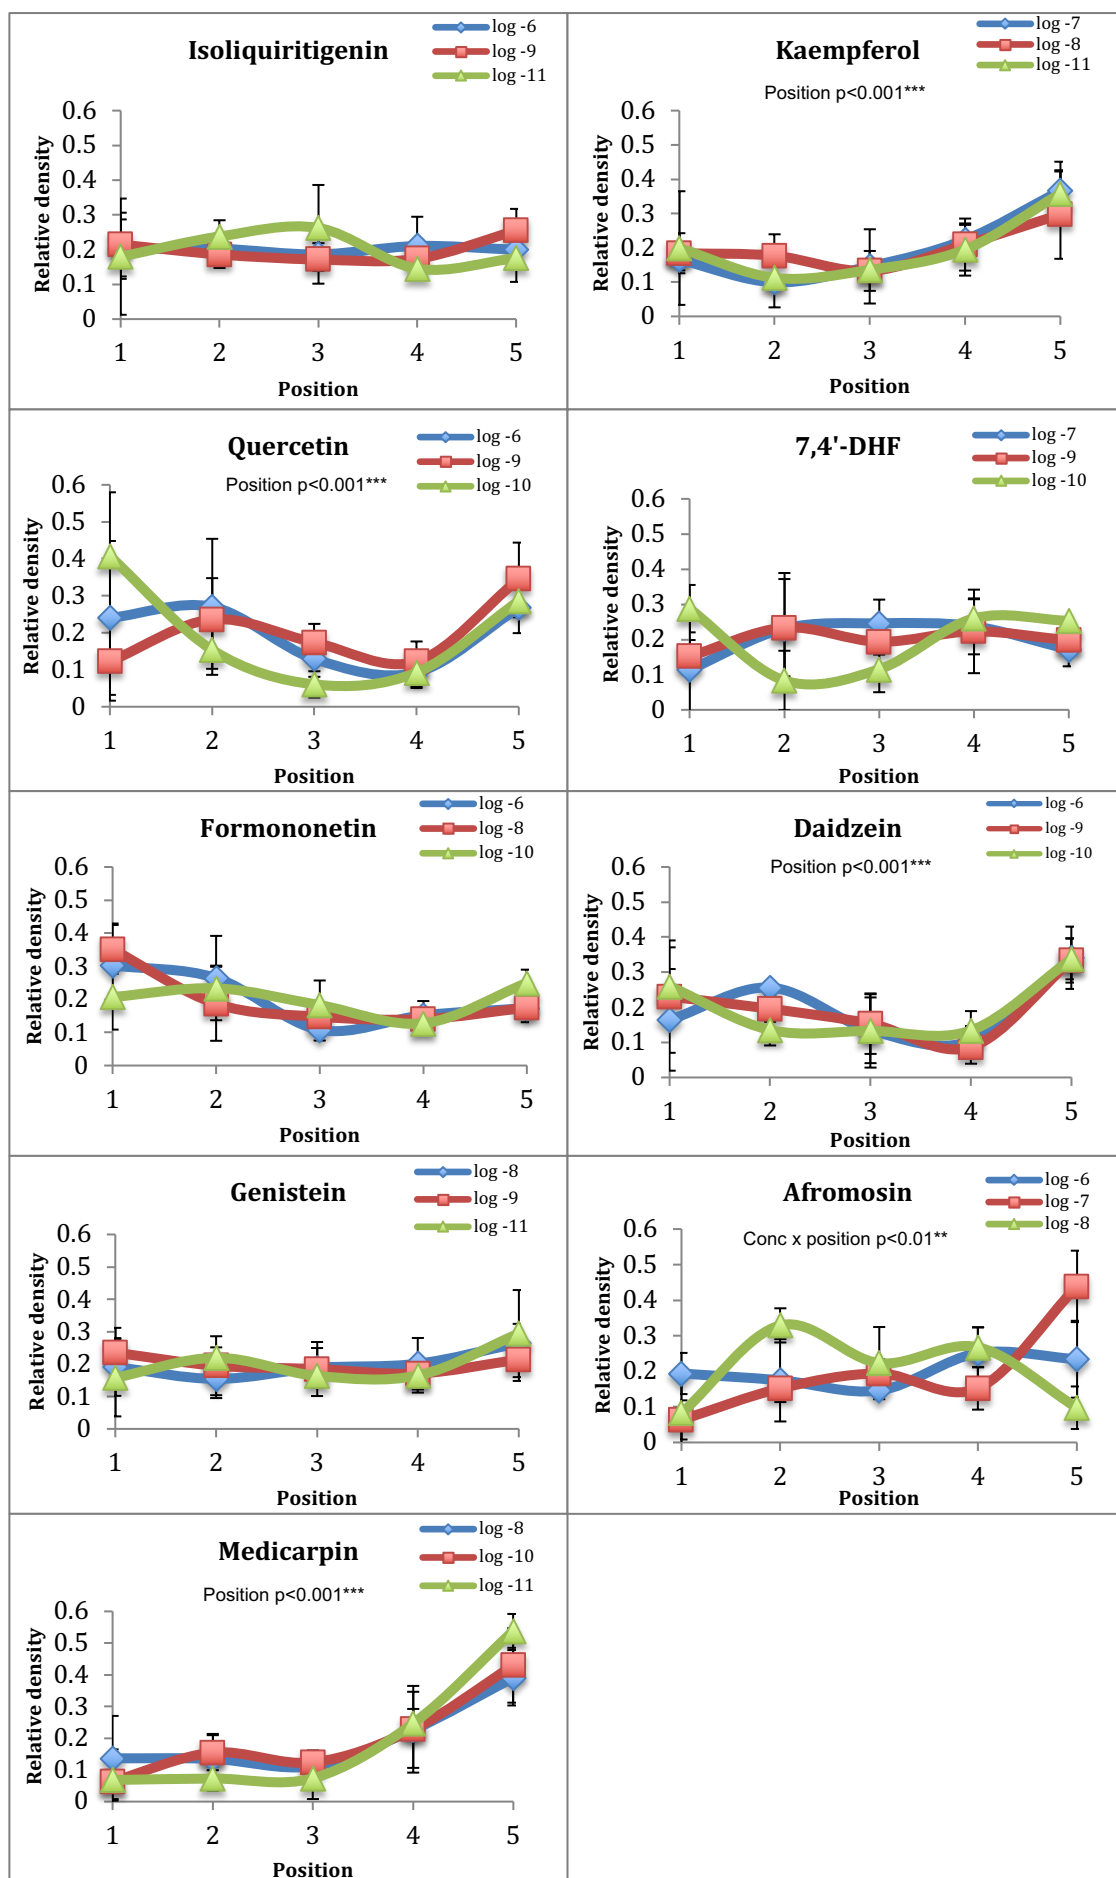 Isoliquiritigenin
log -6
log -9
log -11
Relative density
0.6
0.5
0.4
0.3
0.2
0.1
0
1 2 3 4 5
Position
Kaempferol
log -7
log -8
log -11
Position p<0.001***
Relative density
0.6
0.5
0.4
0.3
0.2
0.1
0
1 2 3 4 5
Position
Quercetin
log -6
log -9
log -10
Position p<0.001***
Relative density
0.6
0.5
0.4
0.3
0.2
0.1
0
1 2 3 4 5
Position
7,4'-DHF
log -7
log -9
log -10
Relative density
0.6
0.5
0.4
0.3
0.2
0.1
0
1 2 3 4 5
Position
Formononetin
log -6
log -8
log -10
Relative density
0.6
0.5
0.4
0.3
0.2
0.1
0
1 2 3 4 5
Position
Daidzein
log -6
log -9
log -10
Position p<0.001***
Relative density
0.6
0.5
0.4
0.3
0.2
0.1
0
1 2 3 4 5
Position
Genistein
log -8
log -9
log -11
Relative density
0.6
0.5
0.4
0.3
0.2
0.1
0
1 2 3 4 5
Position
Afromosin
log -6
log -7
log -8
Conc x position p<0.01**
Relative density
0.6
0.5
0.4
0.3
0.2
0.1
0
1 2 3 4 5
Position
Medicarpin
log -8
log -10
log -11
Position p<0.001***
Relative density
0.6
0.5
0.4
0.3
0.2
0.1
0
1 2 3 4 5
Position